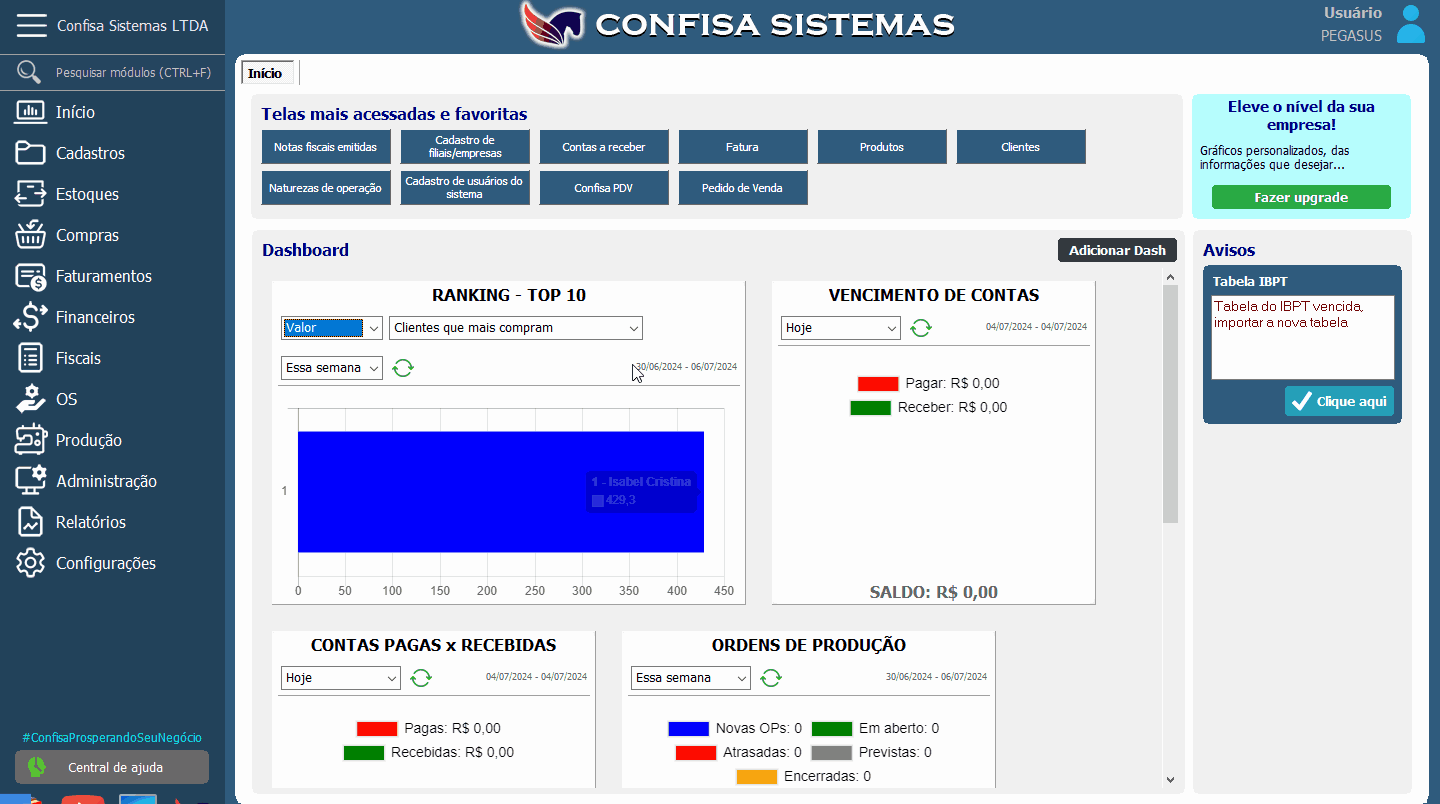 Confisa Sistemas LTDA
CONFISA SISTEMAS
Usuário
PEGASUS
Pesquisar módulos (CTRL+F)
Início
Cadastros
Estoques
Compras
Faturamentos
Financeiros
Fiscais
OS
Produção
Administração
Relatórios
Configurações
#ConfisaProsperandoSeuNegócio
Central de ajuda
Início
Telas mais acessadas e favoritas
Notas fiscais emitidas
Cadastro de
filiais/empresas
Contas a receber
Fatura
Produtos
Clientes
Naturezas de operação
Cadastro de usuários do
sistema
Confisa PDV
Pedido de Venda
Eleve o nível da sua
empresa!
Gráficos personalizados, das
informações que desejar...
Fazer upgrade
Dashboard
Adicionar Dash
RANKING - TOP 10
Valor
Clientes que mais compram
Essa semana
30/06/2024 - 06/07/2024
1
1 - Isabel Cristina
429,3
0 50 100 150 200 250 300 350 400 450
VENCIMENTO DE CONTAS
Hoje
04/07/2024 - 04/07/2024
Pagar: R$ 0,00
Receber: R$ 0,00
SALDO: R$ 0,00
CONTAS PAGAS x RECEBIDAS
Hoje
04/07/2024 - 04/07/2024
Pagas: R$ 0,00
Recebidas: R$ 0,00
ORDENS DE PRODUÇÃO
Essa semana
30/06/2024 - 06/07/2024
Novas OPs: 0
Em aberto: 0
Atrasadas: 0
Previstas: 0
Encerradas: 0
Avisos
Tabela IBPT
Tabela do IBPT vencida,
importar a nova tabela
Clique aqui